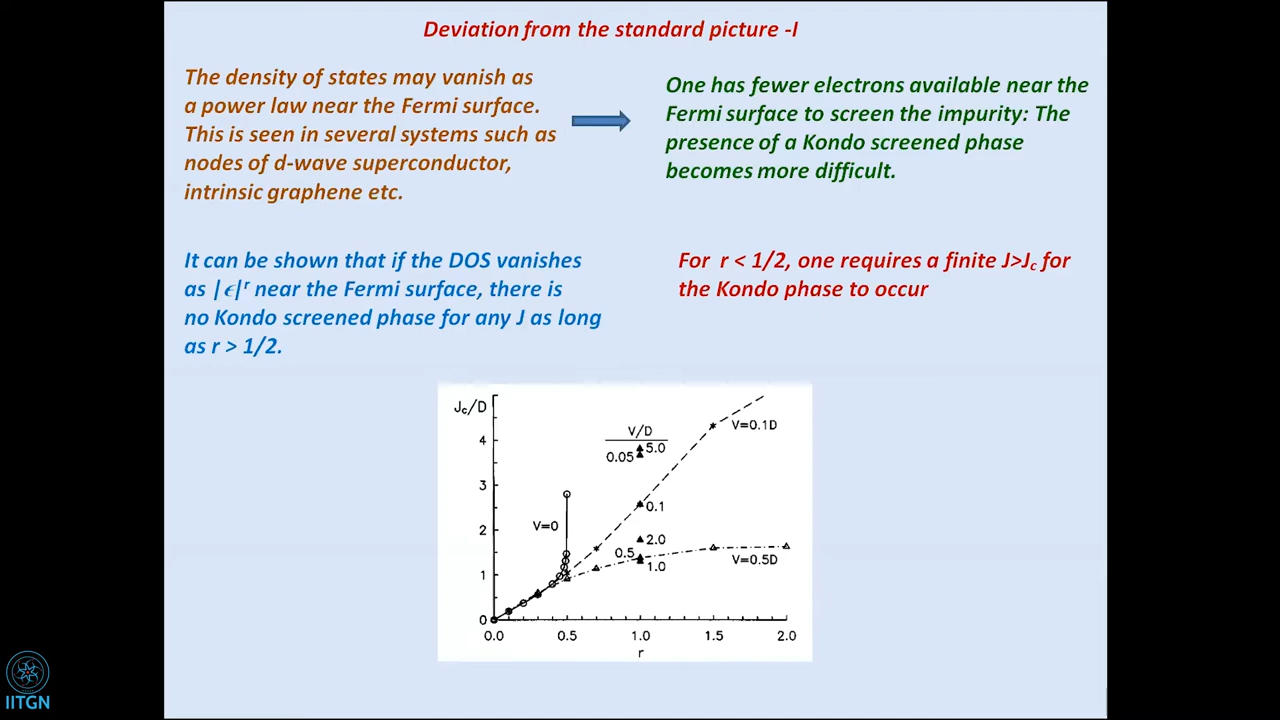 Deviation from the standard picture -I
The density of states may vanish as
a power law near the Fermi surface.
This is seen in several systems such as
nodes of d-wave superconductor,
intrinsic graphene etc.
One has fewer electrons available near the
Fermi surface to screen the impurity: The
presence of a Kondo screened phase
becomes more difficult.
It can be shown that if the DOS vanishes
as |ϵ|ʳ near the Fermi surface, there is
no Kondo screened phase for any J as long
as r > 1/2.
For r < 1/2, one requires a finite J>J꜀ for
the Kondo phase to occur
J꜀/D
4
3
2
1
0
V=0
V/D
5.0
0.05
0.1
2.0
0.5
1.0
V=0.1D
V=0.5D
0.0 0.5 1.0 1.5 2.0
r
IITGN